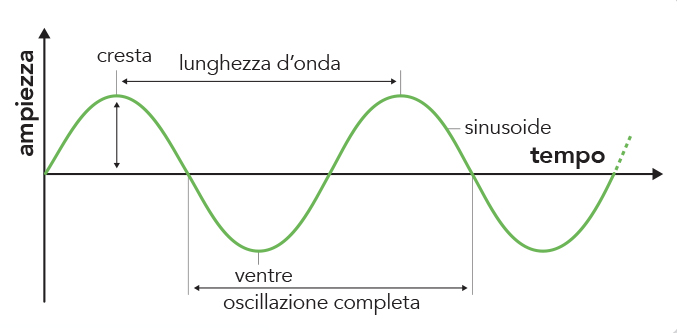 cresta
lunghezza d’onda
ampiezza
sinusoide
tempo
ventre
oscillazione completa